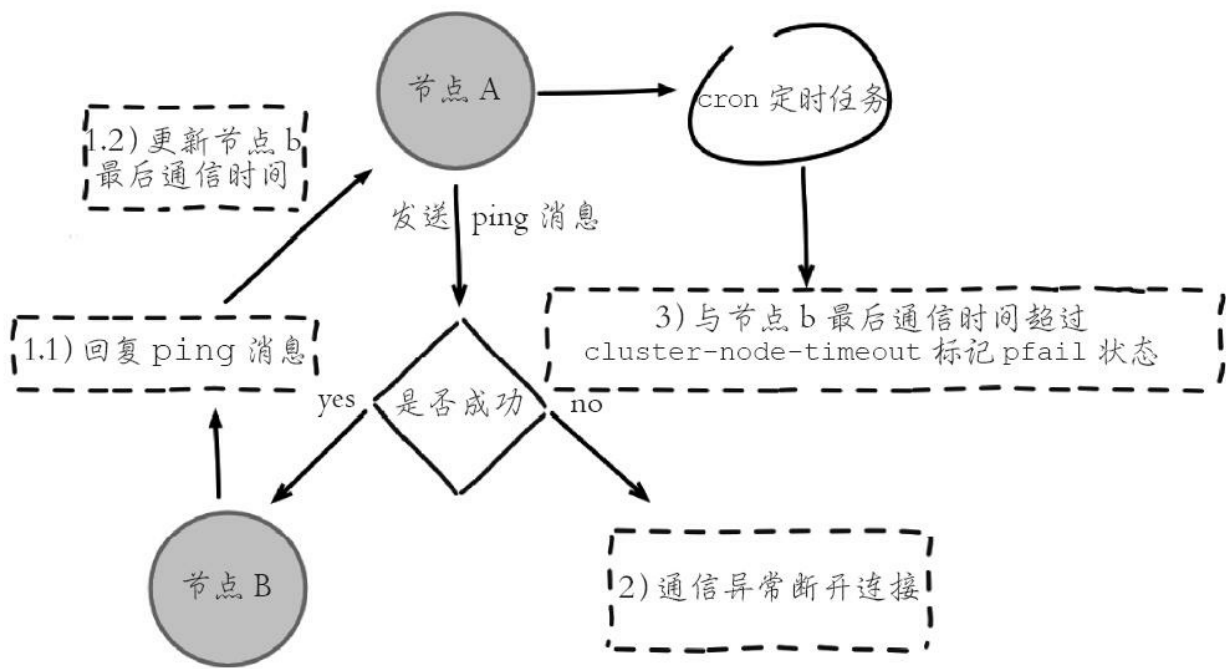 节点 A
cron 定时任务
1.2) 更新节点 b
最后通信时间
发送 ping 消息
3) 与节点 b 最后通信时间超过
cluster-node-timeout 标记 pfail 状态
1.1) 回复 ping 消息
yes
是否成功
no
节点 B
2) 通信异常断开连接